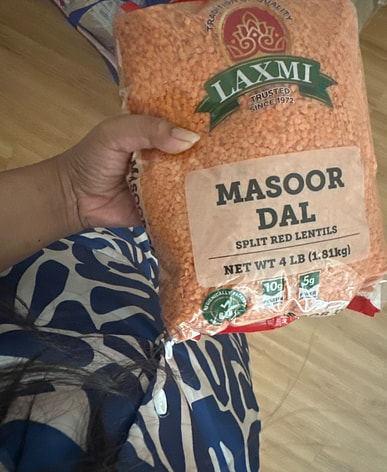 LAXMI
TRUSTED
SINCE 1972
MASOOR
DAL
SPLIT RED LENTILS
NET WT 4 LB (1.81kg)
10g
5g